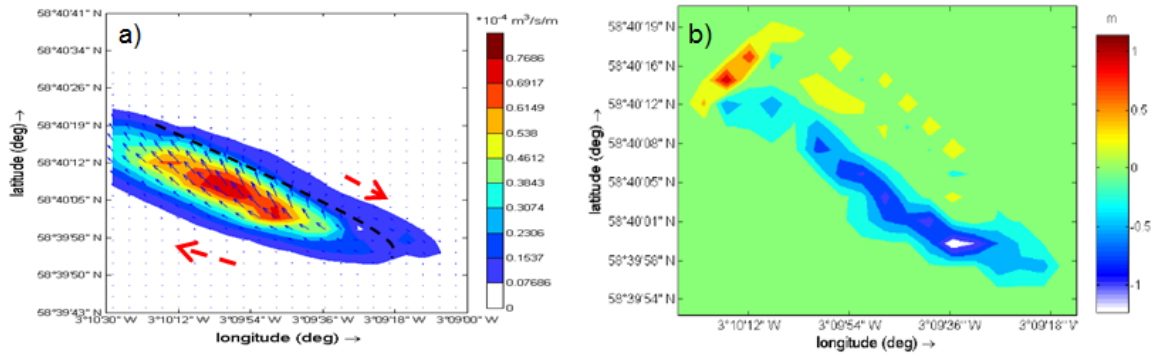 a)
58°40'41" N
58°40'34" N
58°40'26" N
58°40'19" N
58°40'12" N
58°40'05" N
58°39'58" N
58°39'50" N
58°39'43" N
latitude (deg) →
3°10'30" W 3°10'12" W 3°09'54" W 3°09'36" W 3°09'18" W 3°09'00" W
longitude (deg) →
*10⁻⁴ m³/s/m
0.7686
0.6917
0.6149
0.538
0.4612
0.3843
0.3074
0.2306
0.1537
0.07686
0
b)
58°40'19" N
58°40'16" N
58°40'12" N
58°40'08" N
58°40'05" N
58°40'01" N
58°39'58" N
58°39'54" N
latitude (deg) →
3°10'12" W 3°09'54" W 3°09'36" W 3°09'18" W
longitude (deg) →
m
1
0.5
0
-0.5
-1